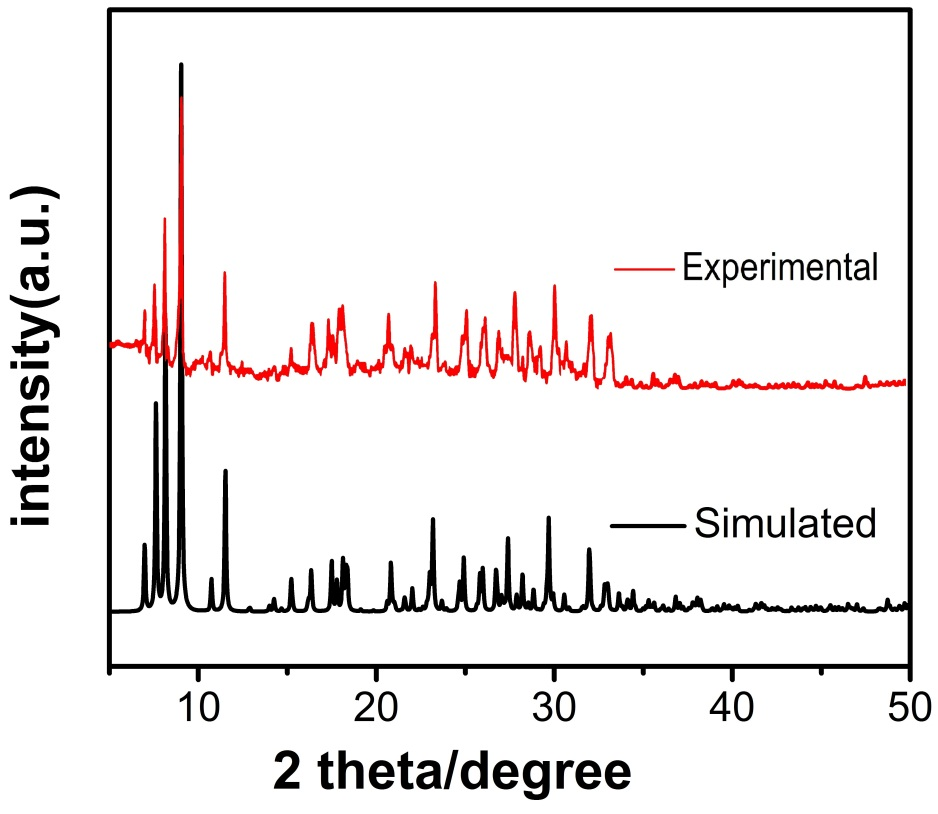 intensity(a.u.)
Experimental
Simulated
10 20 30 40 50
2 theta/degree